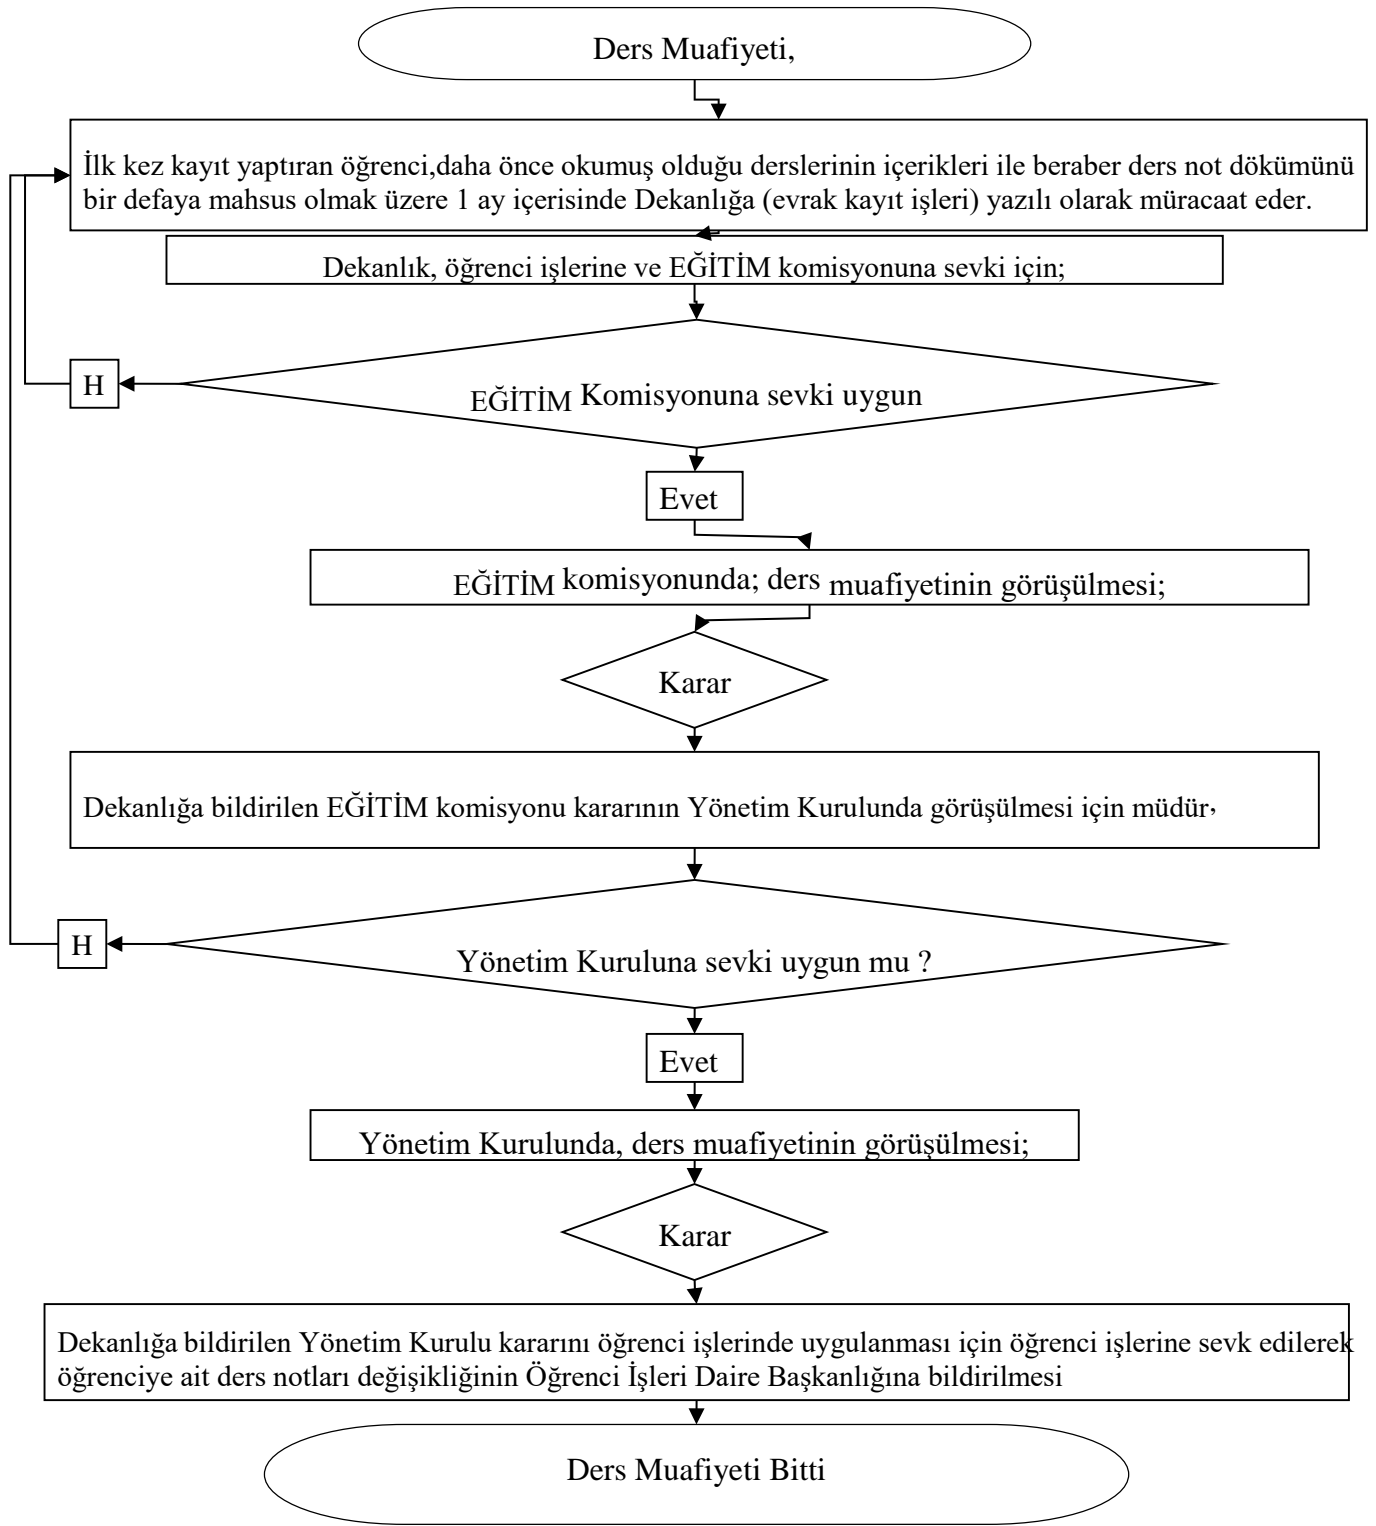 Ders Muafiyeti,
İlk kez kayıt yaptıran öğrenci,daha önce okumuş olduğu derslerinin içerikleri ile beraber ders not dökümünü
bir defaya mahsus olmak üzere 1 ay içerisinde Dekanlığa (evrak kayıt işleri) yazılı olarak müracaat eder.
Dekanlık, öğrenci işlerine ve EĞİTİM komisyonuna sevki için;
H
EĞİTİM Komisyonuna sevki uygun
Evet
EĞİTİM komisyonunda; ders muafiyetinin görüşülmesi;
Karar
Dekanlığa bildirilen EĞİTİM komisyonu kararının Yönetim Kurulunda görüşülmesi için müdür,
H
Yönetim Kuruluna sevki uygun mu ?
Evet
Yönetim Kurulunda, ders muafiyetinin görüşülmesi;
Karar
Dekanlığa bildirilen Yönetim Kurulu kararını öğrenci işlerinde uygulanması için öğrenci işlerine sevk edilerek
öğrenciye ait ders notları değişikliğinin Öğrenci İşleri Daire Başkanlığına bildirilmesi
Ders Muafiyeti Bitti